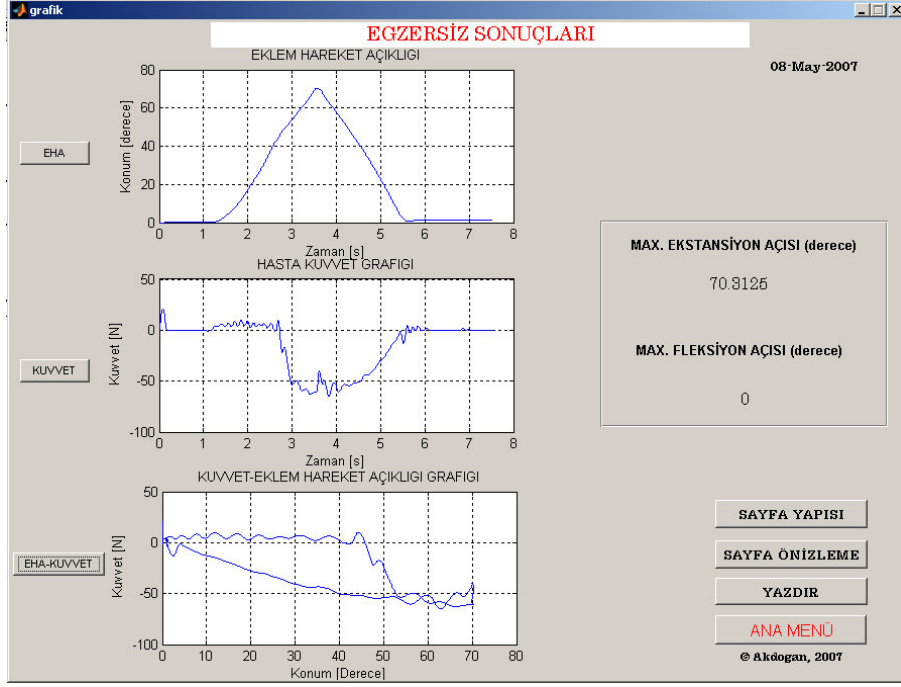 grafik
EGZERSİZ SONUÇLARI
08-May-2007
EKLEM HAREKET AÇIKLIGI
80
60
40
20
0
Konum [derece]
0 1 2 3 4 5 6 7 8
Zaman [s]
EHA
HASTA KUVVET GRAFIGI
50
0
-50
-100
Kuvvet [N]
0 1 2 3 4 5 6 7 8
Zaman [s]
KUVVET
KUVVET-EKLEM HAREKET AÇIKLIGI GRAFIGI
50
0
-50
-100
Kuvvet [N]
0 10 20 30 40 50 60 70 80
Konum [Derece]
EHA-KUVVET
MAX. EKSTANSİYON AÇISI (derece)
70.3125
MAX. FLEKSİYON AÇISI (derece)
0
SAYFA YAPISI
SAYFA ÖNİZLEME
YAZDIR
ANA MENÜ
@ Akdogan, 2007